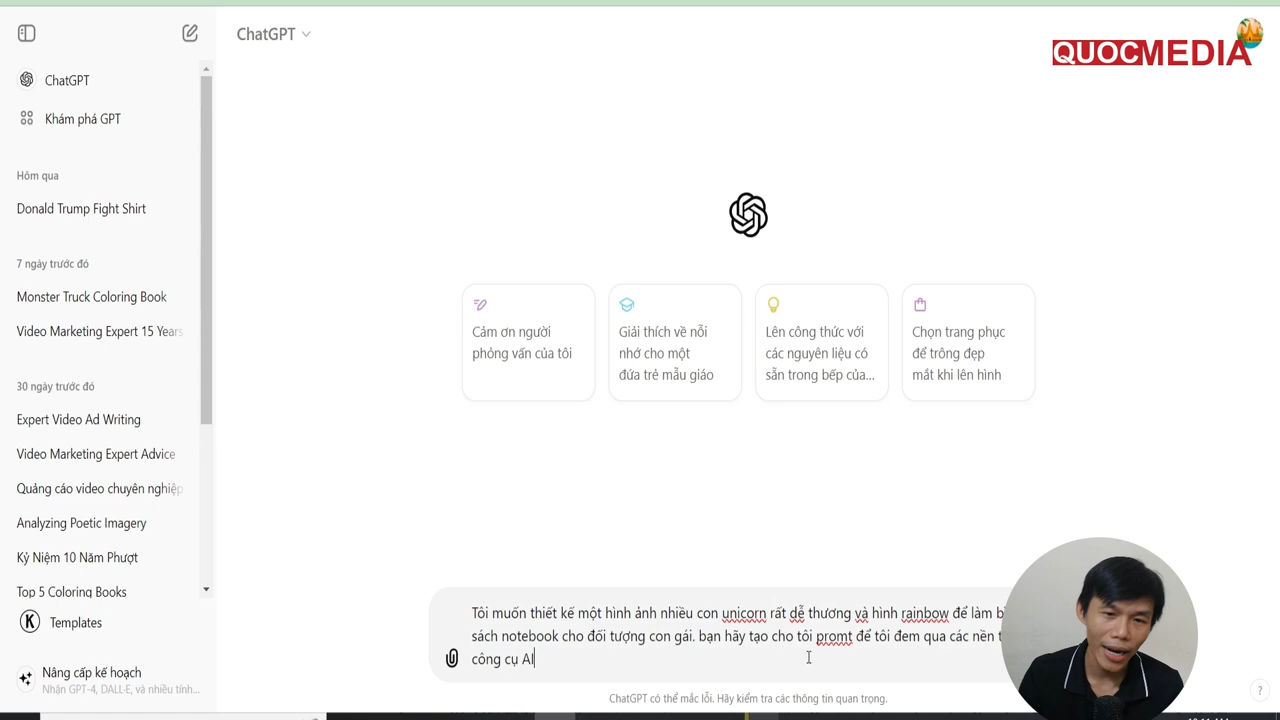 ChatGPT
QUOCMEDIA
ChatGPT
Khám phá GPT
Hôm qua
Donald Trump Fight Shirt
7 ngày trước đó
Monster Truck Coloring Book
Video Marketing Expert 15 Years
30 ngày trước đó
Expert Video Ad Writing
Video Marketing Expert Advice
Quảng cáo video chuyên nghiệp
Analyzing Poetic Imagery
Kỷ Niệm 10 Năm Phượt
Top 5 Coloring Books
Templates
Nâng cấp kế hoạch
Nhận GPT-4, DALL·E, và nhiều tính...
Cảm ơn người
phỏng vấn của tôi
Giải thích về nỗi
nhớ cho một
đứa trẻ mẫu giáo
Lên công thức với
các nguyên liệu có
sẵn trong bếp của...
Chọn trang phục
để trông đẹp
mắt khi lên hình
Tôi muốn thiết kế một hình ảnh nhiều con unicorn rất dễ thương và hình rainbow để làm
sách notebook cho đối tượng con gái. bạn hãy tạo cho tôi promt để tôi đem qua các nền
công cụ AI
ChatGPT có thể mắc lỗi. Hãy kiểm tra các thông tin quan trọng.
?